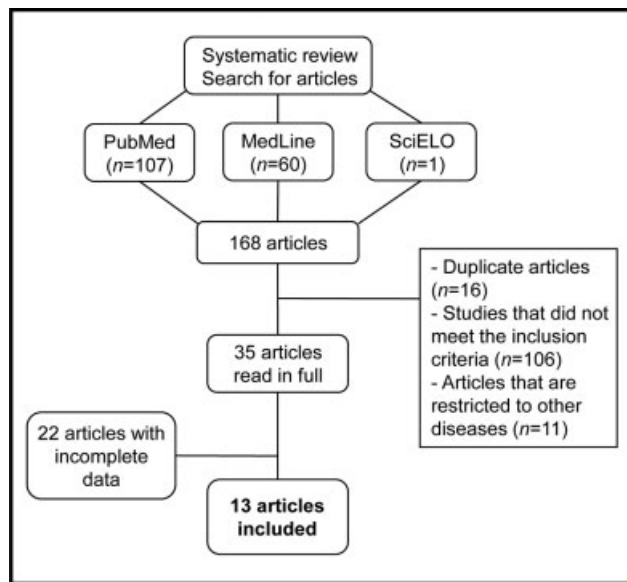 Systematic review
Search for articles
PubMed
(n=107)
MedLine
(n=60)
SciELO
(n=1)
168 articles
- Duplicate articles
(n=16)
- Studies that did not
meet the inclusion
criteria (n=106)
- Articles that are
restricted to other
diseases (n=11)
35 articles
read in full
22 articles with
incomplete
data
13 articles
included